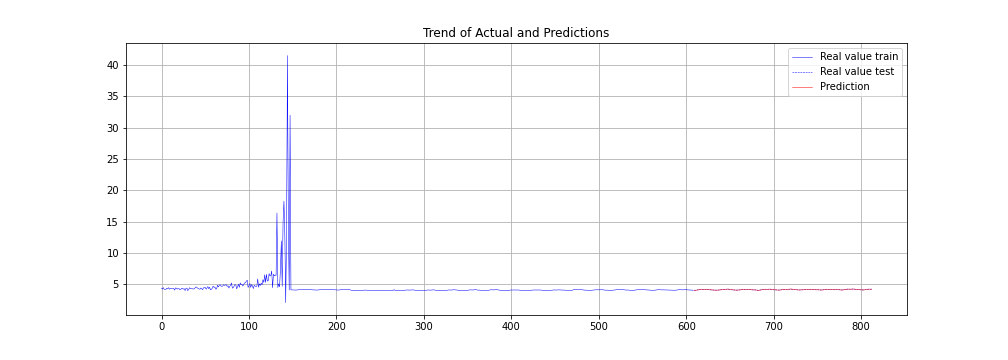 Trend of Actual and Predictions
Real value train
Real value test
Prediction
40
35
30
25
20
15
10
5
0 100 200 300 400 500 600 700 800